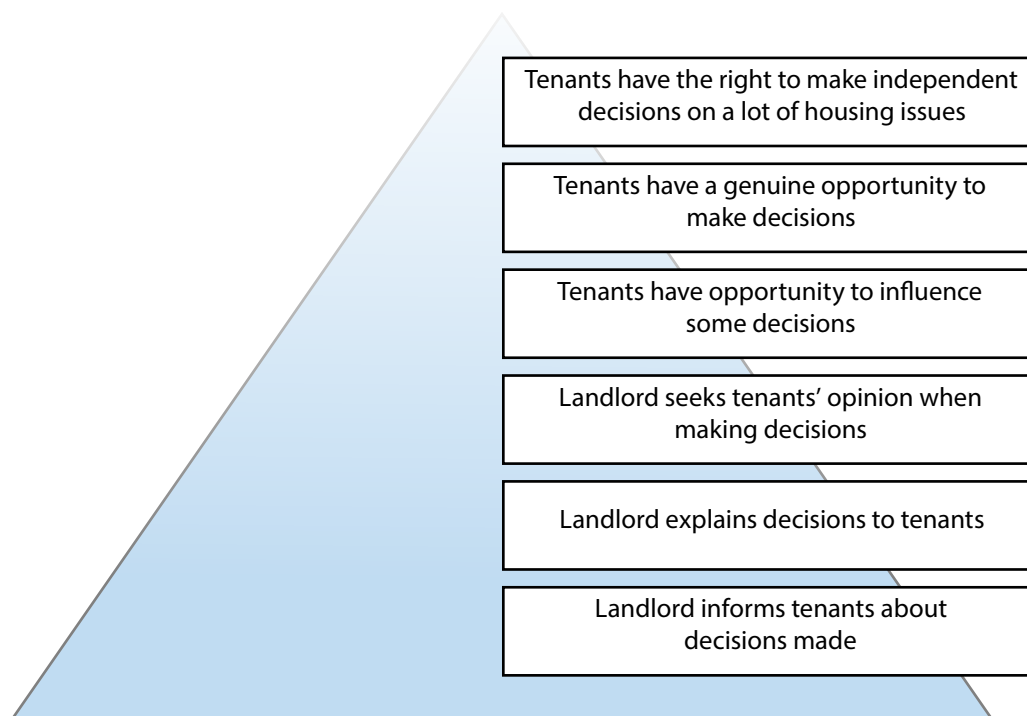 Tenants have the right to make independent
decisions on a lot of housing issues
Tenants have a genuine opportunity to
make decisions
Tenants have opportunity to influence
some decisions
Landlord seeks tenants’ opinion when
making decisions
Landlord explains decisions to tenants
Landlord informs tenants about
decisions made